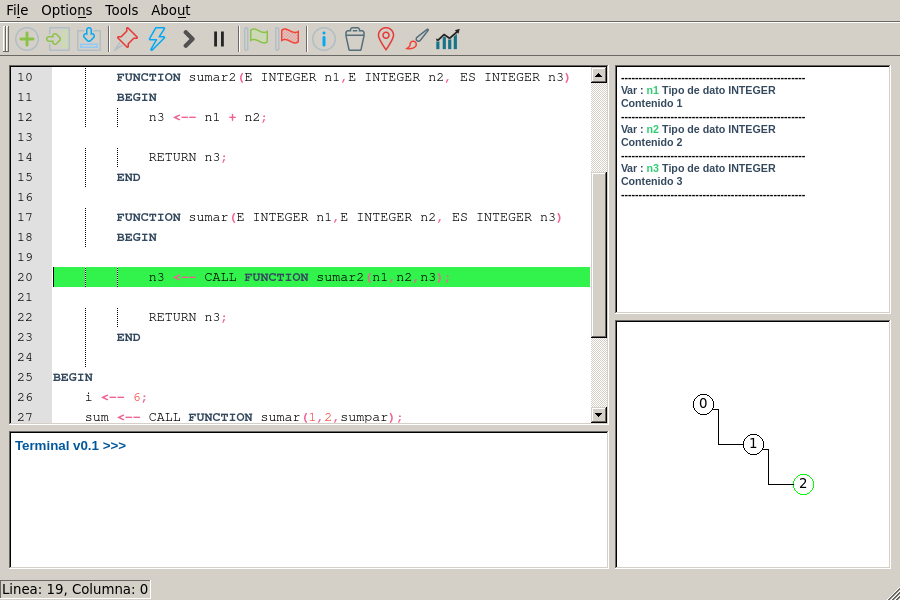 File Options Tools About
10 FUNCTION sumar2(E INTEGER n1,E INTEGER n2, ES INTEGER n3)
11 BEGIN
12 n3 <-- n1 + n2;
13
14 RETURN n3;
15 END
16
17 FUNCTION sumar(E INTEGER n1,E INTEGER n2, ES INTEGER n3)
18 BEGIN
19
20 n3 <-- CALL FUNCTION sumar2(n1,n2,n3);
21
22 RETURN n3;
23 END
24
25 BEGIN
26 i <-- 6;
27 sum <-- CALL FUNCTION sumar(1,2,sumpar);
Var : n1 Tipo de dato INTEGER
Contenido 1
Var : n2 Tipo de dato INTEGER
Contenido 2
Var : n3 Tipo de dato INTEGER
Contenido 3
0
1
2
Terminal v0.1 >>>
Linea: 19, Columna: 0